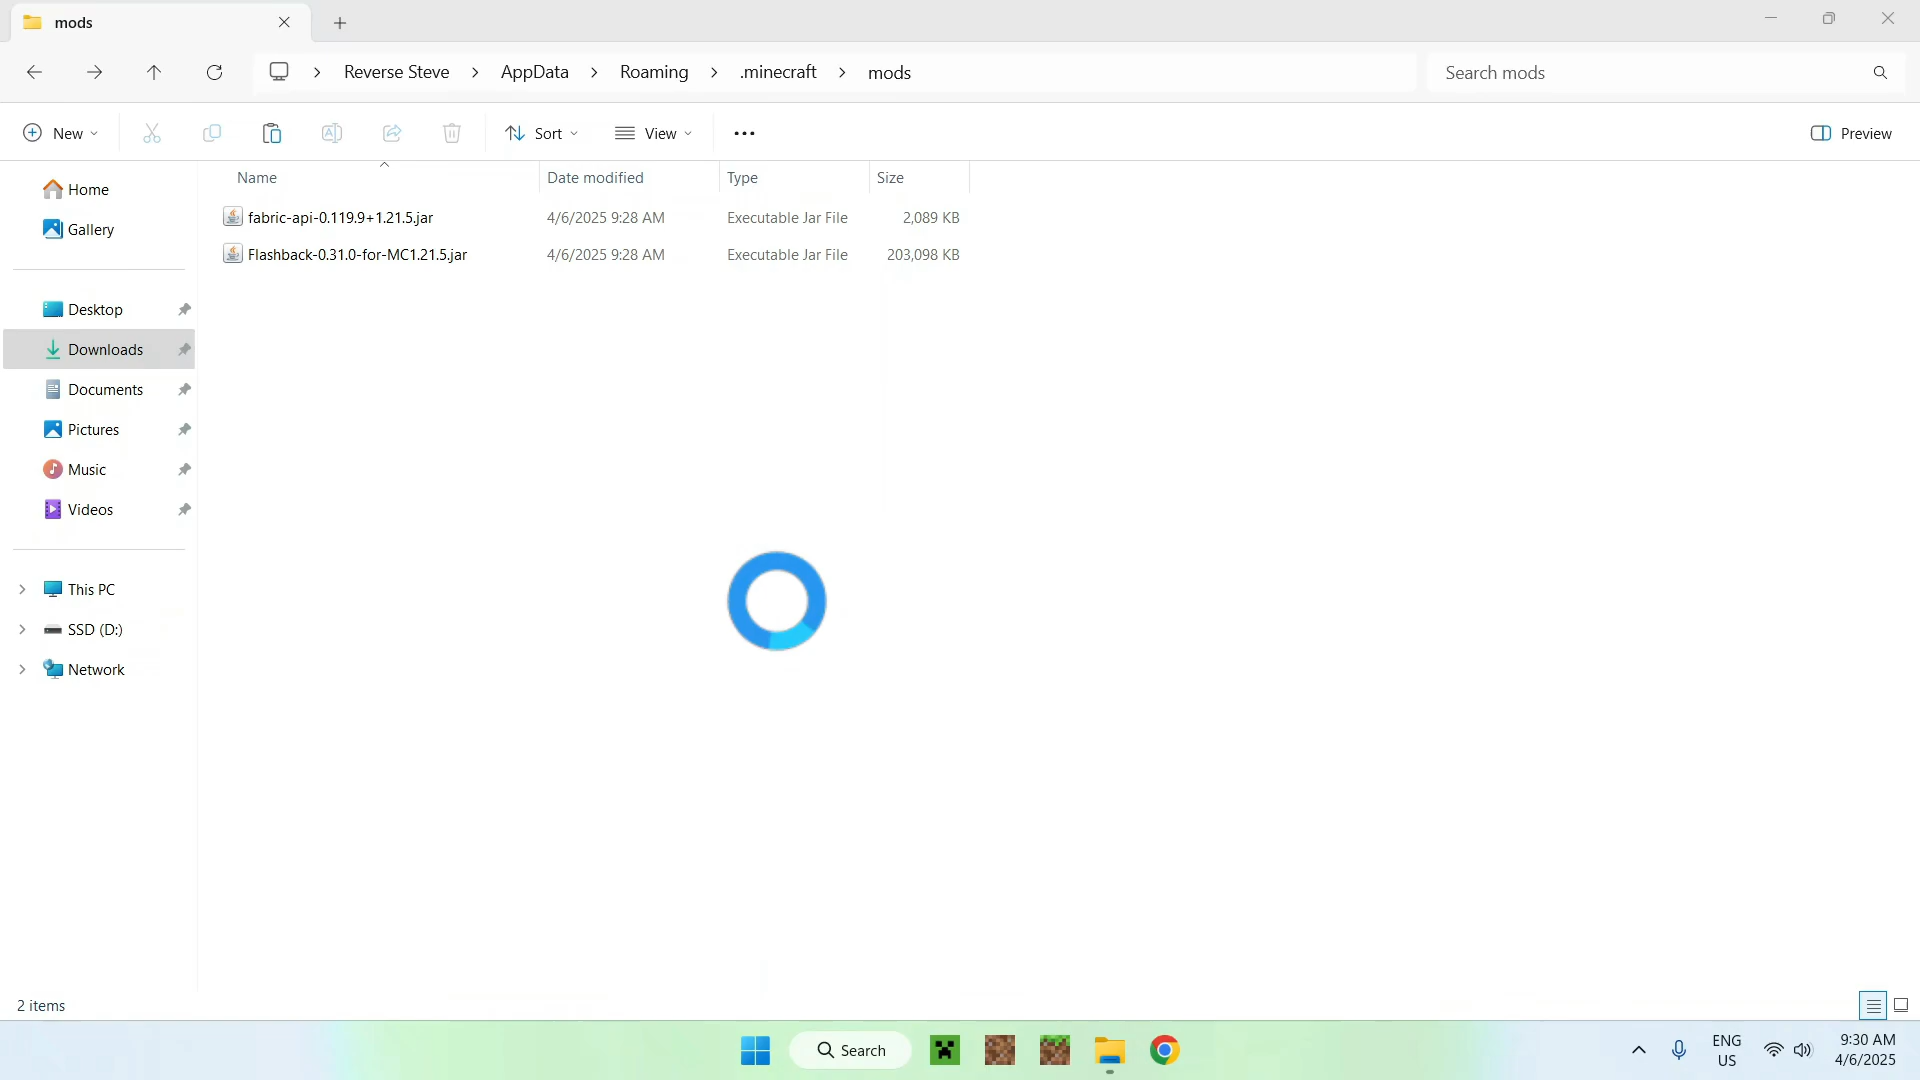 mods
Reverse Steve
AppData
Roaming
.minecraft
mods
Search mods
New
Sort
View
Preview
Name
Date modified
Type
Size
fabric-api-0.119.9+1.21.5.jar 4/6/2025 9:28 AM Executable Jar File 2,089 KB
Flashback-0.31.0-for-MC1.21.5.jar 4/6/2025 9:28 AM Executable Jar File 203,098 KB
Home
Gallery
Desktop
Downloads
Documents
Pictures
Music
Videos
This PC
SSD (D:)
Network
2 items
Search
ENG
US
9:30 AM
4/6/2025